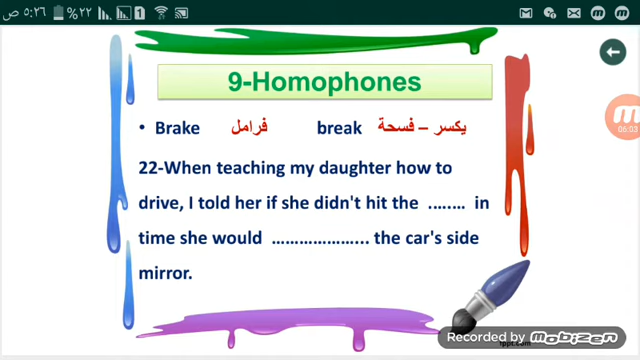 ٥:٢٦ ص ٪٢٢ 1
9-Homophones
• Brake فرامل break يكسر – فسحة
22-When teaching my daughter how to
drive, I told her if she didn't hit the ........ in
time she would ..................... the car's side
mirror.
06:03
Recorded by mobizen